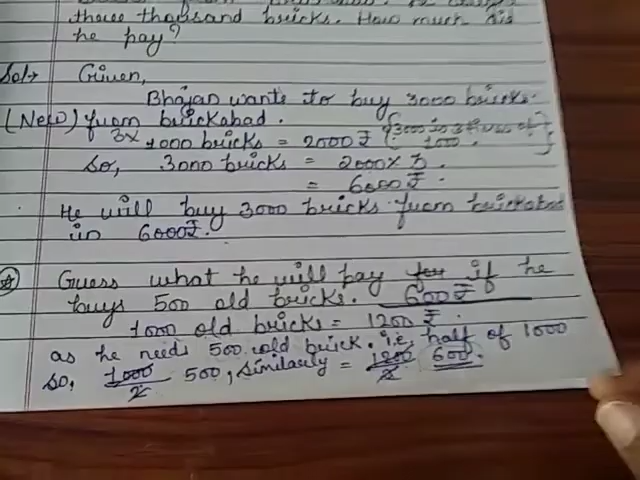 three thousand bricks. How much did
he pay?
Sol→ Given,
Bhajan wants to buy 3000 bricks.
(New) from brickabad.
3x 1000 bricks = 2000₹
so, 3000 bricks = 2000 x 3
= 6000₹.
He will buy 3000 bricks from brickabad
in 6000₹.
Guess what he will pay if he
buys 500 old bricks. 600₹
1000 old bricks = 1200₹.
as he needs 500 old brick. i.e, half of 1000
so, 1000/2 500, similarly = 1200/2 600.